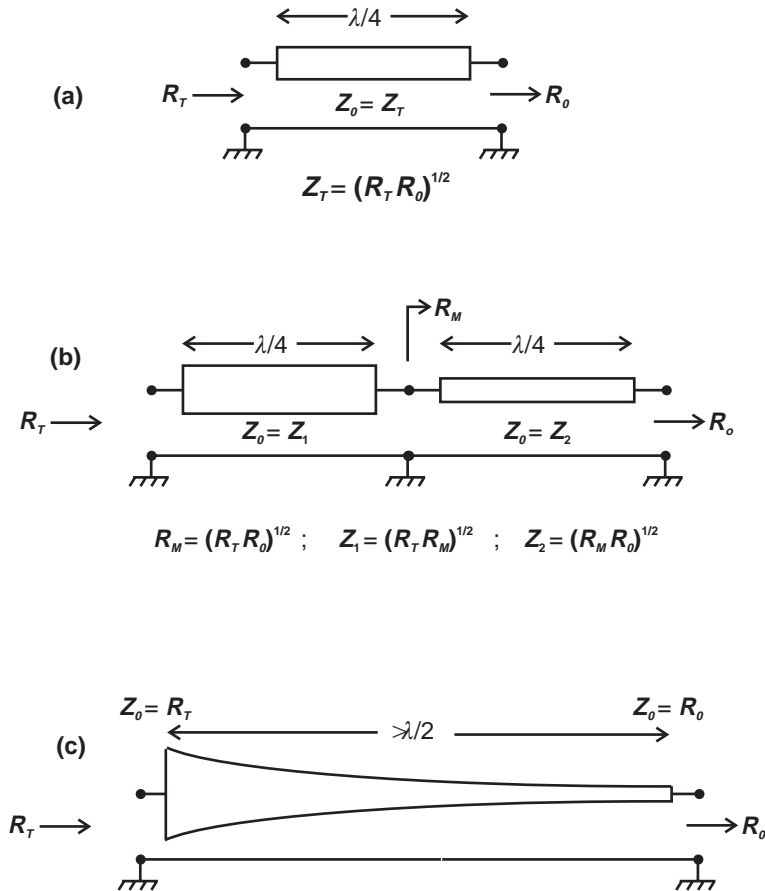 λ/4
(a)
R_T
R_0
Z_0 = Z_T
Z_T = (R_T R_0)^1/2
R_M
(b)
λ/4
λ/4
R_T
R_o
Z_0 = Z_1
Z_0 = Z_2
R_M = (R_T R_0)^1/2 ; Z_1 = (R_T R_M)^1/2 ; Z_2 = (R_M R_0)^1/2
Z_0 = R_T
Z_0 = R_0
>λ/2
(c)
R_T
R_0